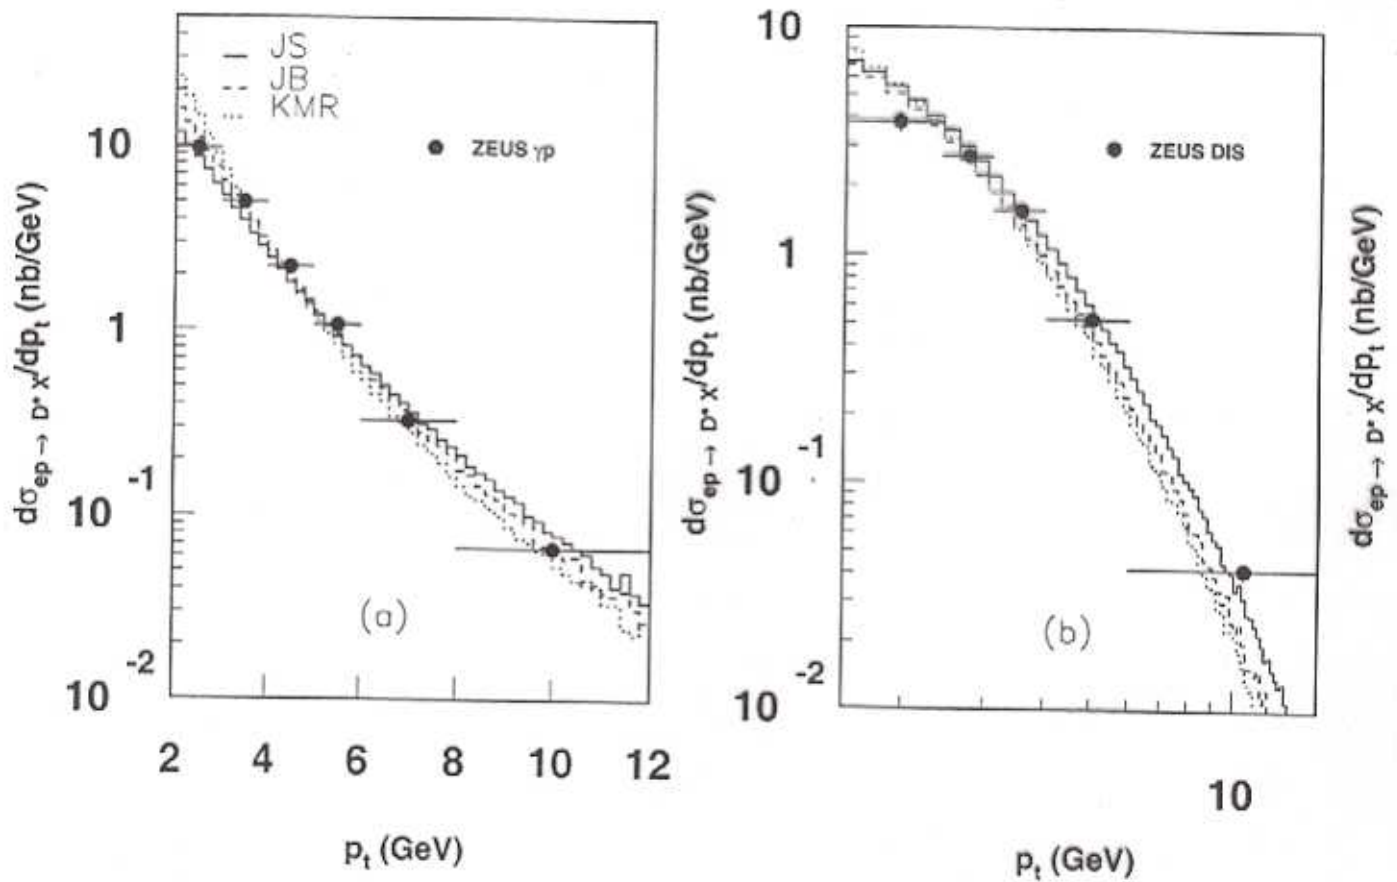 JS
JB
KMR
ZEUS γp
10
1
10 -1
10 -2
2 4 6 8 10 12
p_t (GeV)
dσ_ep→ D* X/dp_t (nb/GeV)
(a)
10
1
10 -1
10 -2
ZEUS DIS
10
p_t (GeV)
dσ_ep→ D* X/dp_t (nb/GeV)
(b)
dσ_ep→ D* X/dp_t (nb/GeV)